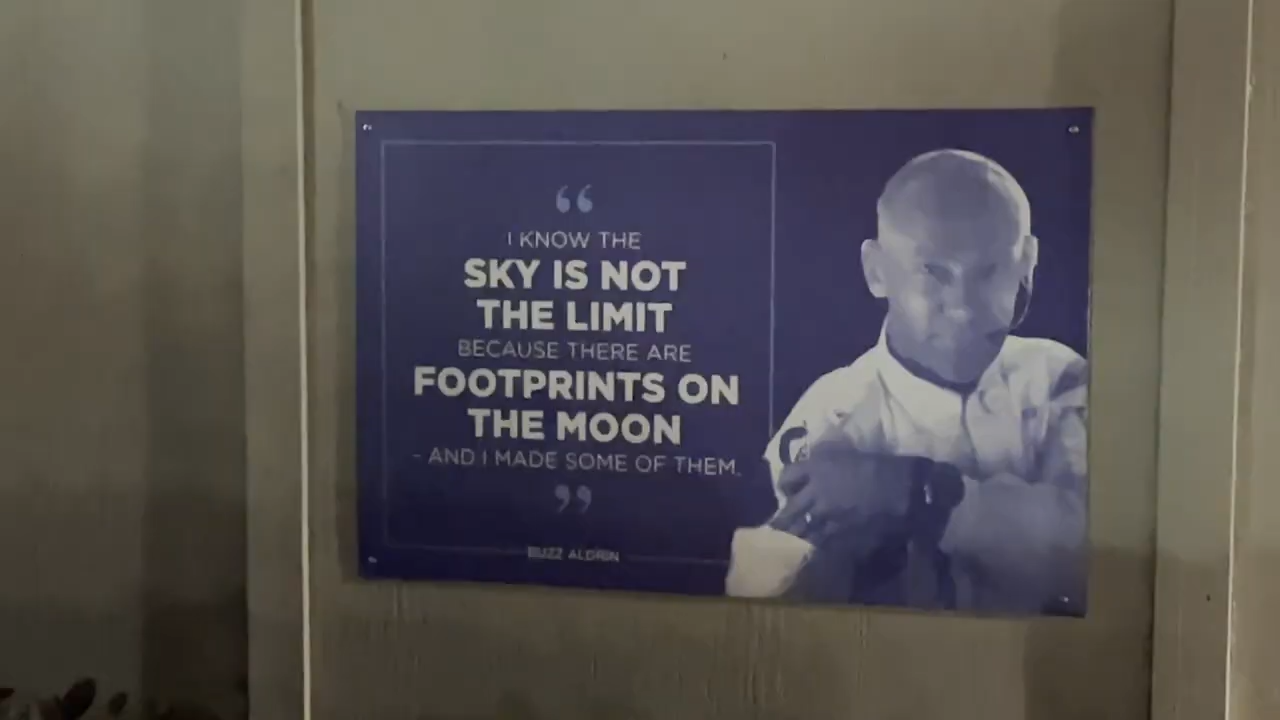 “
I KNOW THE
SKY IS NOT
THE LIMIT
BECAUSE THERE ARE
FOOTPRINTS ON
THE MOON
- AND I MADE SOME OF THEM.
”
BUZZ ALDRIN